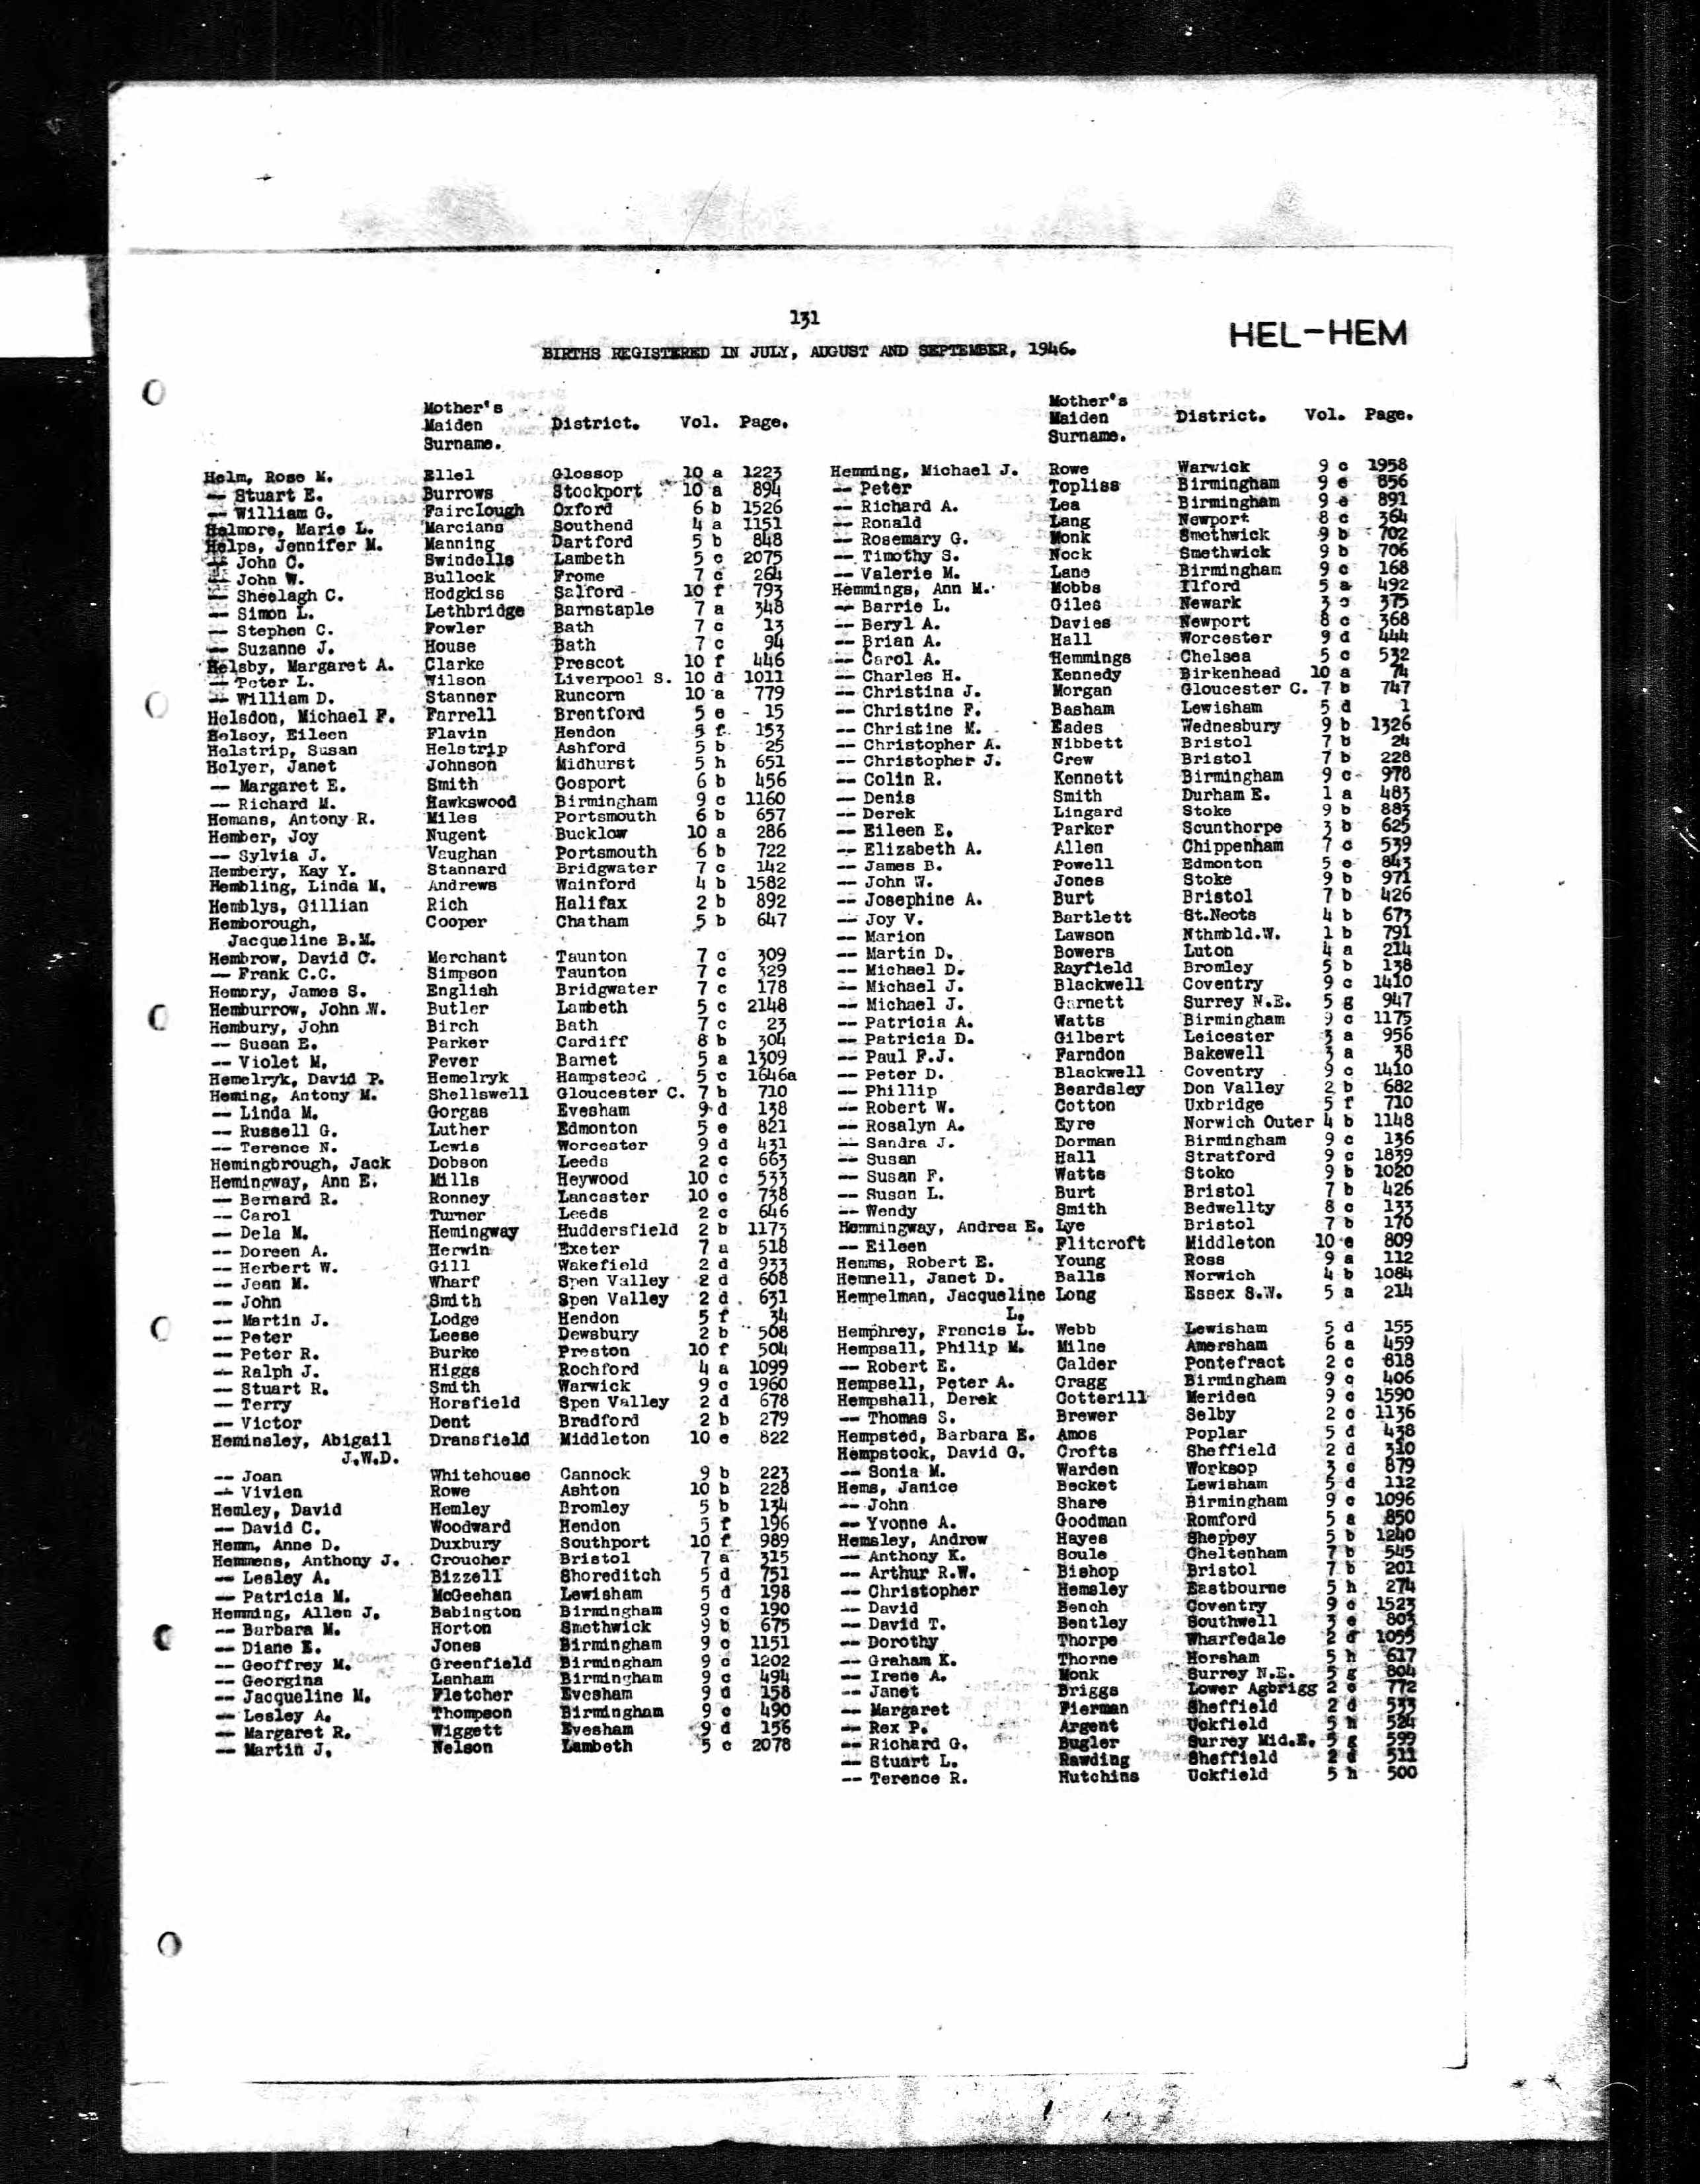 131
HEL-HEM
BIRTHS REGISTERED IN JULY, AUGUST AND SEPTEMBER, 1946.
Mother's
Maiden District. Vol. Page.
Surname.
Helm, Rose M. Ellel Glossop 10 a 1223
-- Stuart E. Burrows Stockport 10 a 894
-- William G. Fairclough Oxford 6 b 1526
Helmore, Marie L. Marciano Southend 4 a 1151
Helps, Jennifer M. Manning Dartford 5 b 848
-- John C. Swindells Lambeth 5 c 2075
-- John W. Bullock Frome 7 c 264
-- Sheelagh C. Hodgkiss Salford 10 f 793
-- Simon L. Lethbridge Barnstaple 7 a 348
-- Stephen C. Fowler Bath 7 c 13
-- Suzanne J. House Bath 7 c 94
Helsby, Margaret A. Clarke Prescot 10 f 446
-- Peter L. Wilson Liverpool S. 10 d 1011
-- William D. Stanner Runcorn 10 a 779
Helsdon, Michael F. Farrell Brentford 5 e 15
Helsey, Eileen Flavin Hendon 5 f 153
Helstrip, Susan Helstrip Ashford 5 b 25
Helyer, Janet Johnson Midhurst 5 h 651
-- Margaret E. Smith Gosport 6 b 456
-- Richard M. Hawkswood Birmingham 9 c 1160
Hemans, Antony R. Miles Portsmouth 6 b 657
Hember, Joy Nugent Bucklow 10 a 286
-- Sylvia J. Vaughan Portsmouth 6 b 722
Hembery, Kay Y. Stannard Bridgwater 7 c 142
Hembling, Linda M. Andrews Wainford 4 b 1582
Hemblys, Gillian Rich Halifax 2 b 892
Hemborough, Cooper Chatham 5 b 647
Jacqueline B.M.
Hembrow, David C. Merchant Taunton 7 c 309
-- Frank C.C. Simpson Taunton 7 c 329
Hemory, James S. English Bridgwater 7 c 178
Hemburrow, John W. Butler Lambeth 5 c 2148
Hembury, John Birch Bath 7 c 23
-- Susan E. Parker Cardiff 8 b 304
-- Violet M. Fever Barnet 5 a 1309
Hemelryk, David P. Hemelryk Hampstead 5 c 1646a
Heming, Antony M. Shellswell Gloucester C. 7 b 710
-- Linda M. Gorgas Evesham 9 d 138
-- Russell G. Luther Edmonton 5 e 821
-- Terence N. Lewis Worcester 9 d 431
Hemingbrough, Jack Dobson Leeds 2 c 663
Hemingway, Ann E. Mills Heywood 10 c 533
-- Bernard R. Ronney Lancaster 10 e 738
-- Carol Turner Leeds 2 c 646
-- Dela M. Hemingway Huddersfield 2 b 1173
-- Doreen A. Herwin Exeter 7 a 518
-- Herbert W. Gill Wakefield 2 d 933
-- Jean M. Wharf Spen Valley 2 d 608
-- John Smith Spen Valley 2 d 631
-- Martin J. Lodge Hendon 5 f 34
-- Peter Leese Dewsbury 2 b 508
-- Peter R. Burke Preston 10 f 504
-- Ralph J. Higgs Rochford 4 a 1099
-- Stuart R. Smith Warwick 9 c 1960
-- Terry Horsfield Spen Valley 2 d 678
-- Victor Dent Bradford 2 b 279
Heminsley, Abigail Dransfield Middleton 10 e 822
J.W.D.
-- Joan Whitehouse Cannock 9 b 223
-- Vivien Rowe Ashton 10 b 228
Hemley, David Hemley Bromley 5 b 134
-- David C. Woodward Hendon 5 f 196
Hemm, Anne D. Duxbury Southport 10 f 989
Hemmens, Anthony J. Croucher Bristol 7 a 315
-- Lesley A. Bizzell Shoreditch 5 d 751
-- Patricia M. McGeehan Lewisham 5 d 198
Hemming, Allen J. Babington Birmingham 9 c 190
-- Barbara M. Horton Smethwick 9 b 675
-- Diane E. Jones Birmingham 9 c 1151
-- Geoffrey M. Greenfield Birmingham 9 c 1202
-- Georgina Lanham Birmingham 9 c 494
-- Jacqueline M. Fletcher Evesham 9 d 158
-- Lesley A. Thompson Birmingham 9 c 490
-- Margaret R. Wiggett Evesham 9 d 156
-- Martin J. Nelson Lambeth 5 c 2078
Mother's
Maiden District. Vol. Page.
Surname.
Hemming, Michael J. Rowe Warwick 9 c 1958
-- Peter Topliss Birmingham 9 c 856
-- Richard A. Lea Birmingham 9 c 891
-- Ronald Lang Newport 8 c 364
-- Rosemary G. Monk Smethwick 9 b 702
-- Timothy S. Nock Smethwick 9 b 706
-- Valerie M. Lane Birmingham 9 c 168
Hemmings, Ann M. Mobbs Ilford 5 a 492
-- Barrie L. Giles Newark 3 375
-- Beryl A. Davies Newport 8 c 368
-- Brian A. Hall Worcester 9 d 444
-- Carol A. Hemmings Chelsea 5 c 532
-- Charles H. Kennedy Birkenhead 10 a 74
-- Christina J. Morgan Gloucester C. 7 b 747
-- Christine F. Basham Lewisham 5 d 1
-- Christine M. Eades Wednesbury 9 b 1326
-- Christopher A. Nibbett Bristol 7 b 24
-- Christopher J. Crew Bristol 7 b 228
-- Colin R. Kennett Birmingham 9 c 978
-- Denis Smith Durham E. 1 a 483
-- Derek Lingard Stoke 9 b 883
-- Eileen E. Parker Scunthorpe 3 b 625
-- Elizabeth A. Allen Chippenham 7 c 539
-- James B. Powell Edmonton 5 e 843
-- John W. Jones Stoke 9 b 971
-- Josephine A. Burt Bristol 7 b 426
-- Joy V. Bartlett St.Neots 4 b 673
-- Marion Lawson Nthmbld.W. 1 b 791
-- Martin D. Bowers Luton 4 a 214
-- Michael D. Rayfield Bromley 5 b 138
-- Michael J. Blackwell Coventry 9 c 1410
-- Michael J. Garnett Surrey N.E. 5 g 947
-- Patricia A. Watts Birmingham 9 c 1175
-- Patricia D. Gilbert Leicester 3 a 956
-- Paul F.J. Farndon Bakewell 3 a 38
-- Peter D. Blackwell Coventry 9 c 1410
-- Phillip Beardsley Don Valley 2 b 682
-- Robert W. Cotton Uxbridge 5 f 710
-- Rosalyn A. Eyre Norwich Outer 4 b 1148
-- Sandra J. Dorman Birmingham 9 c 136
-- Susan Hall Stratford 9 c 1839
-- Susan F. Watts Stoke 9 b 1020
-- Susan L. Burt Bristol 7 b 426
-- Wendy Smith Bedwellty 8 c 133
Hemmingway, Andrea E. Lye Bristol 7 b 170
-- Eileen Flitcroft Middleton 10 e 809
Hemms, Robert E. Young Ross 9 a 112
Hemnell, Janet D. Balls Norwich 4 b 1084
Hempelman, Jacqueline Long Essex S.W. 5 a 214
L.
Hemphrey, Francis L. Webb Lewisham 5 d 155
Hempsall, Philip M. Milne Amersham 6 a 459
-- Robert E. Calder Pontefract 2 c 818
Hempsell, Peter A. Cragg Birmingham 9 c 406
Hempshall, Derek Cotterill Meriden 9 c 1590
-- Thomas S. Brewer Selby 2 c 1136
Hempsted, Barbara E. Amos Poplar 5 d 438
Hempstock, David G. Crofts Sheffield 2 d 310
-- Sonia M. Warden Worksop 3 c 879
Hems, Janice Becket Lewisham 5 d 112
-- John Share Birmingham 9 c 1096
-- Yvonne A. Goodman Romford 5 a 850
Hemsley, Andrew Hayes Sheppey 5 b 1240
-- Anthony K. Soule Cheltenham 7 b 545
-- Arthur R.W. Bishop Bristol 7 b 201
-- Christopher Hemsley Eastbourne 5 h 274
-- David Bench Coventry 9 c 1523
-- David T. Bentley Southwell 3 803
-- Dorothy Thorpe Wharfedale 2 d 1055
-- Graham K. Thorne Horsham 5 h 617
-- Irene A. Monk Surrey N.E. 5 g 804
-- Janet Briggs Lower Agbrigg 2 c 772
-- Margaret Fierman Sheffield 2 d 533
-- Rex P. Argent Uckfield 5 h 524
-- Richard G. Bugler Surrey Mid.E. 5 g 599
-- Stuart L. Rawding Sheffield 2 d 511
-- Terence R. Hutchins Uckfield 5 h 500